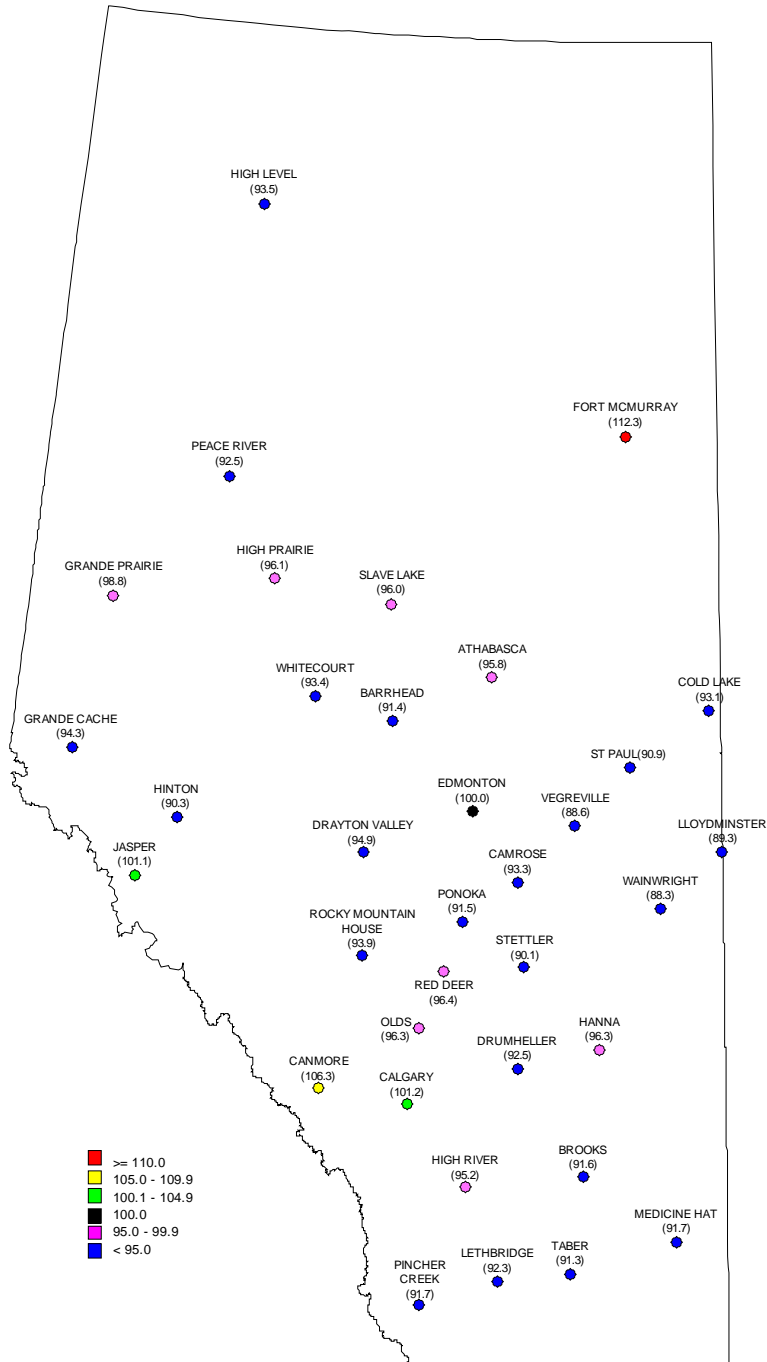 HIGH LEVEL
(93.5)
FORT MCMURRAY
(112.3)
PEACE RIVER
(92.5)
HIGH PRAIRIE
(96.1)
GRANDE PRAIRIE
(98.8)
SLAVE LAKE
(96.0)
ATHABASCA
(95.8)
WHITECOURT
(93.4)
BARRHEAD
(91.4)
COLD LAKE
(93.1)
GRANDE CACHE
(94.3)
ST PAUL(90.9)
HINTON
(90.3)
EDMONTON
(100.0)
VEGREVILLE
(88.6)
DRAYTON VALLEY
(94.9)
LLOYDMINSTER
(89.3)
JASPER
(101.1)
CAMROSE
(93.3)
WAINWRIGHT
(88.3)
PONOKA
(91.5)
ROCKY MOUNTAIN
HOUSE
(93.9)
STETTLER
(90.1)
RED DEER
(96.4)
OLDS
(96.3)
HANNA
(96.3)
DRUMHELLER
(92.5)
CANMORE
(106.3)
CALGARY
(101.2)
HIGH RIVER
(95.2)
BROOKS
(91.6)
>= 110.0
105.0 - 109.9
100.1 - 104.9
100.0
95.0 - 99.9
< 95.0
MEDICINE HAT
(91.7)
LETHBRIDGE
(92.3)
TABER
(91.3)
PINCHER
CREEK
(91.7)